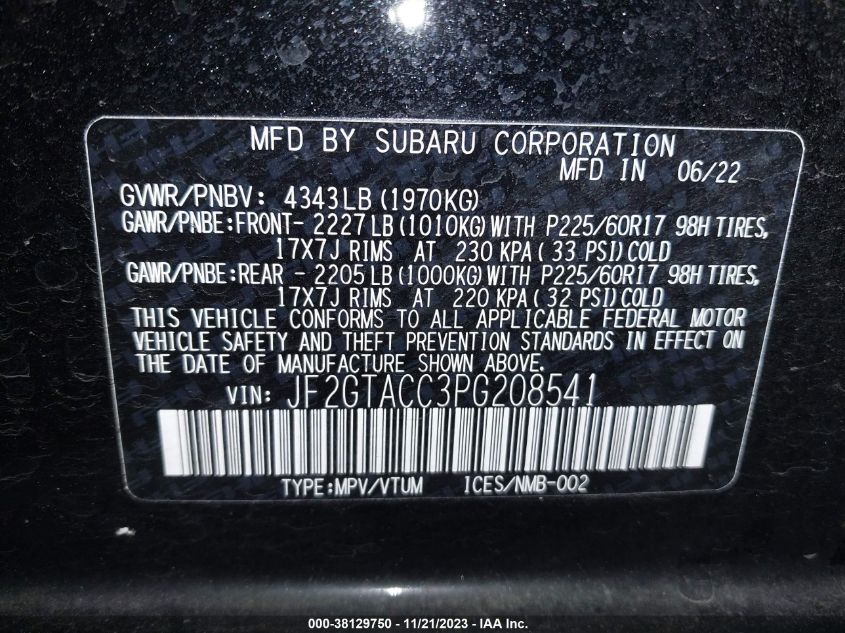 MFD BY SUBARU CORPORATION
MFD IN 06/22
GVWR/PNBV: 4343LB (1970KG)
GAWR/PNBE:FRONT- 2227LB (1010KG) WITH P225/60R17 98H TIRES,
17X7J RIMS AT 230 KPA ( 33 PSI) COLD
GAWR/PNBE:REAR - 2205LB (1000KG) WITH P225/60R17 98H TIRES,
17X7J RIMS AT 220 KPA ( 32 PSI) COLD
THIS VEHICLE CONFORMS TO ALL APPLICABLE FEDERAL MOTOR
VEHICLE SAFETY AND THEFT PREVENTION STANDARDS IN EFFECT ON
THE DATE OF MANUFACTURE SHOWN ABOVE.
VIN: JF2GTACC3PG208541
TYPE:MPV/VTUM ICES/NMB-002
000-38129750 - 11/21/2023 - IAA Inc.